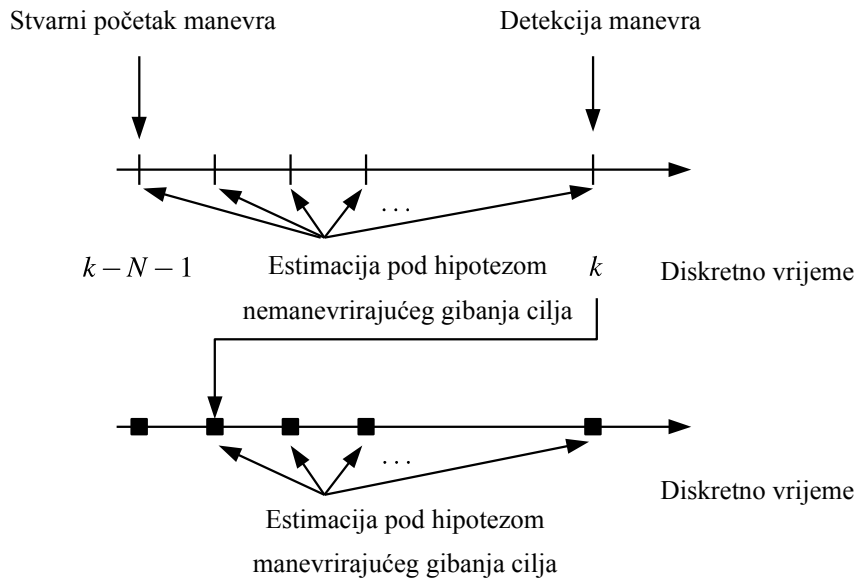 Stvarni početak manevra
Detekcija manevra
...
k − N − 1
Estimacija pod hipotezom
nemanevrirajućeg gibanja cilja
k
Diskretno vrijeme
...
Estimacija pod hipotezom
manevrirajućeg gibanja cilja
Diskretno vrijeme